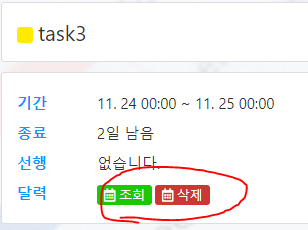 task3
기간 11. 24 00:00 ~ 11. 25 00:00
종료 2일 남음
선행 없습니다.
달력 조회 삭제